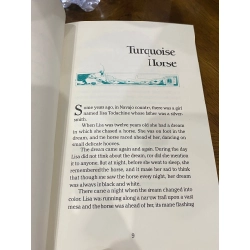 Turquoise
Horse
Some years ago, in Navajo country, there was a girl
named Lisa Todechine whose father was a silver-
smith.
When Lisa was twelve years old she had a dream
in which she chased a horse. She was on foot in the
dream, and the horse raced ahead of her, dancing on
small delicate hooves.
The dream came again and again. During the day
Lisa did not think about the dream, nor did she mention
it to anyone. But at night, before she went to sleep, she
remembered the horse, and it made her sad to think
that though she saw the horse every night, her dream
was always in black and white.
There came a night when the dream changed into
color. Lisa was running along a narrow trail upon a
vast mesa and the horse was ahead of her, its mane flashing
9